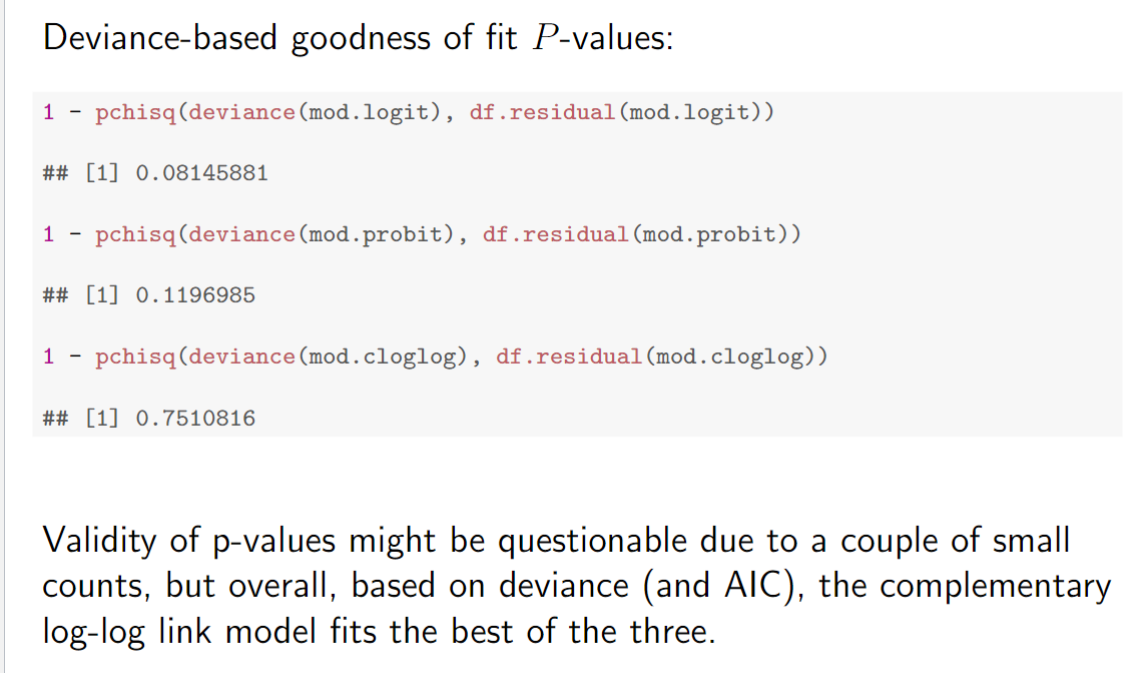 Deviance-based goodness of fit P-values:
1 - pchisq(deviance(mod.logit), df.residual(mod.logit))
## [1] 0.08145881
1 - pchisq(deviance(mod.probit), df.residual(mod.probit))
## [1] 0.1196985
1 - pchisq(deviance(mod.cloglog), df.residual(mod.cloglog))
## [1] 0.7510816
Validity of p-values might be questionable due to a couple of small
counts, but overall, based on deviance (and AIC), the complementary
log-log link model fits the best of the three.